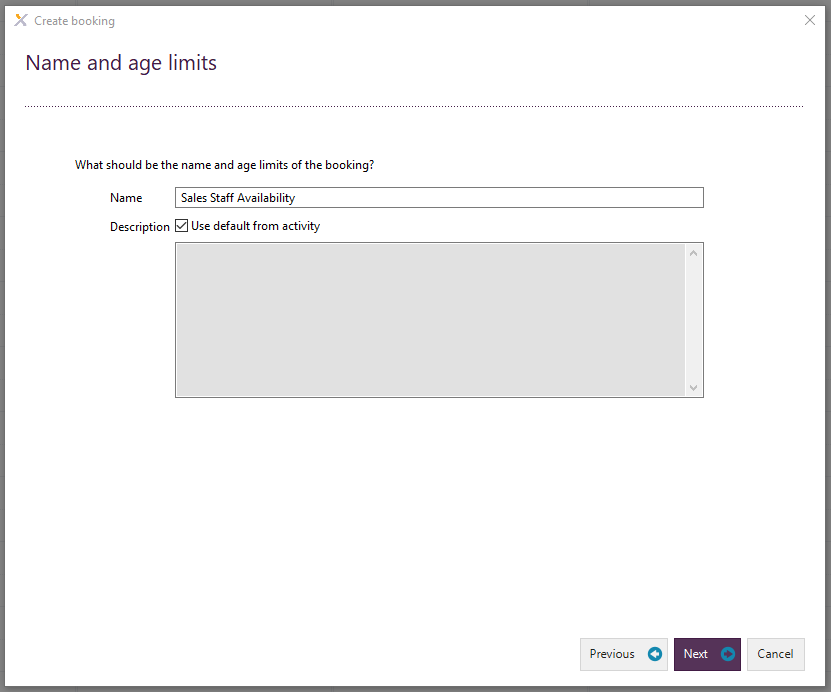 Create booking
Name and age limits
What should be the name and age limits of the booking?
Name Sales Staff Availability
Description Use default from activity
Previous Next Cancel